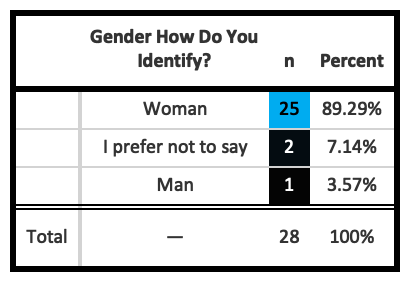 Gender How Do You
Identify? n Percent
Woman 25 89.29%
I prefer not to say 2 7.14%
Man 1 3.57%
Total — 28 100%